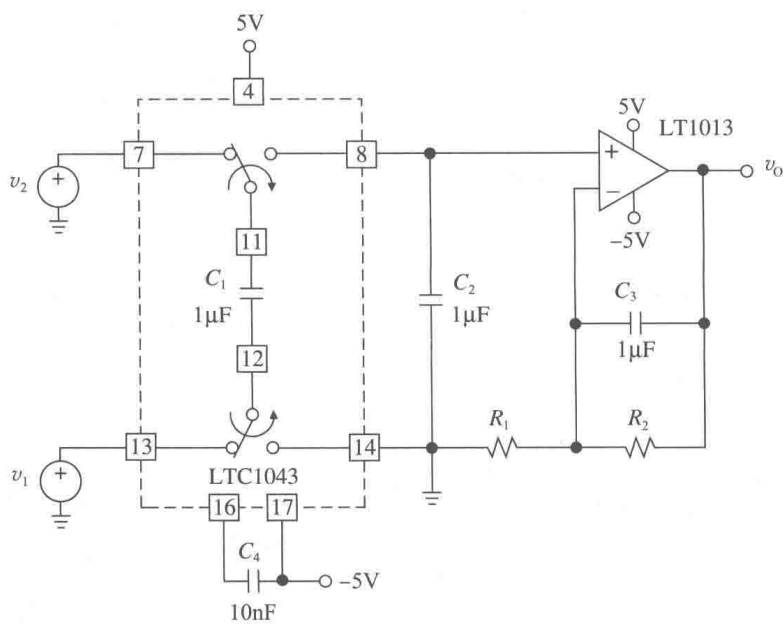 5V
4
5V
LT1013
7
8
+
v₂
+
−
v_O
−5V
11
C₁
1μF
C₂
1μF
C₃
1μF
12
R₁
R₂
13
14
v₁
+
LTC1043
16
17
C₄
−5V
10nF